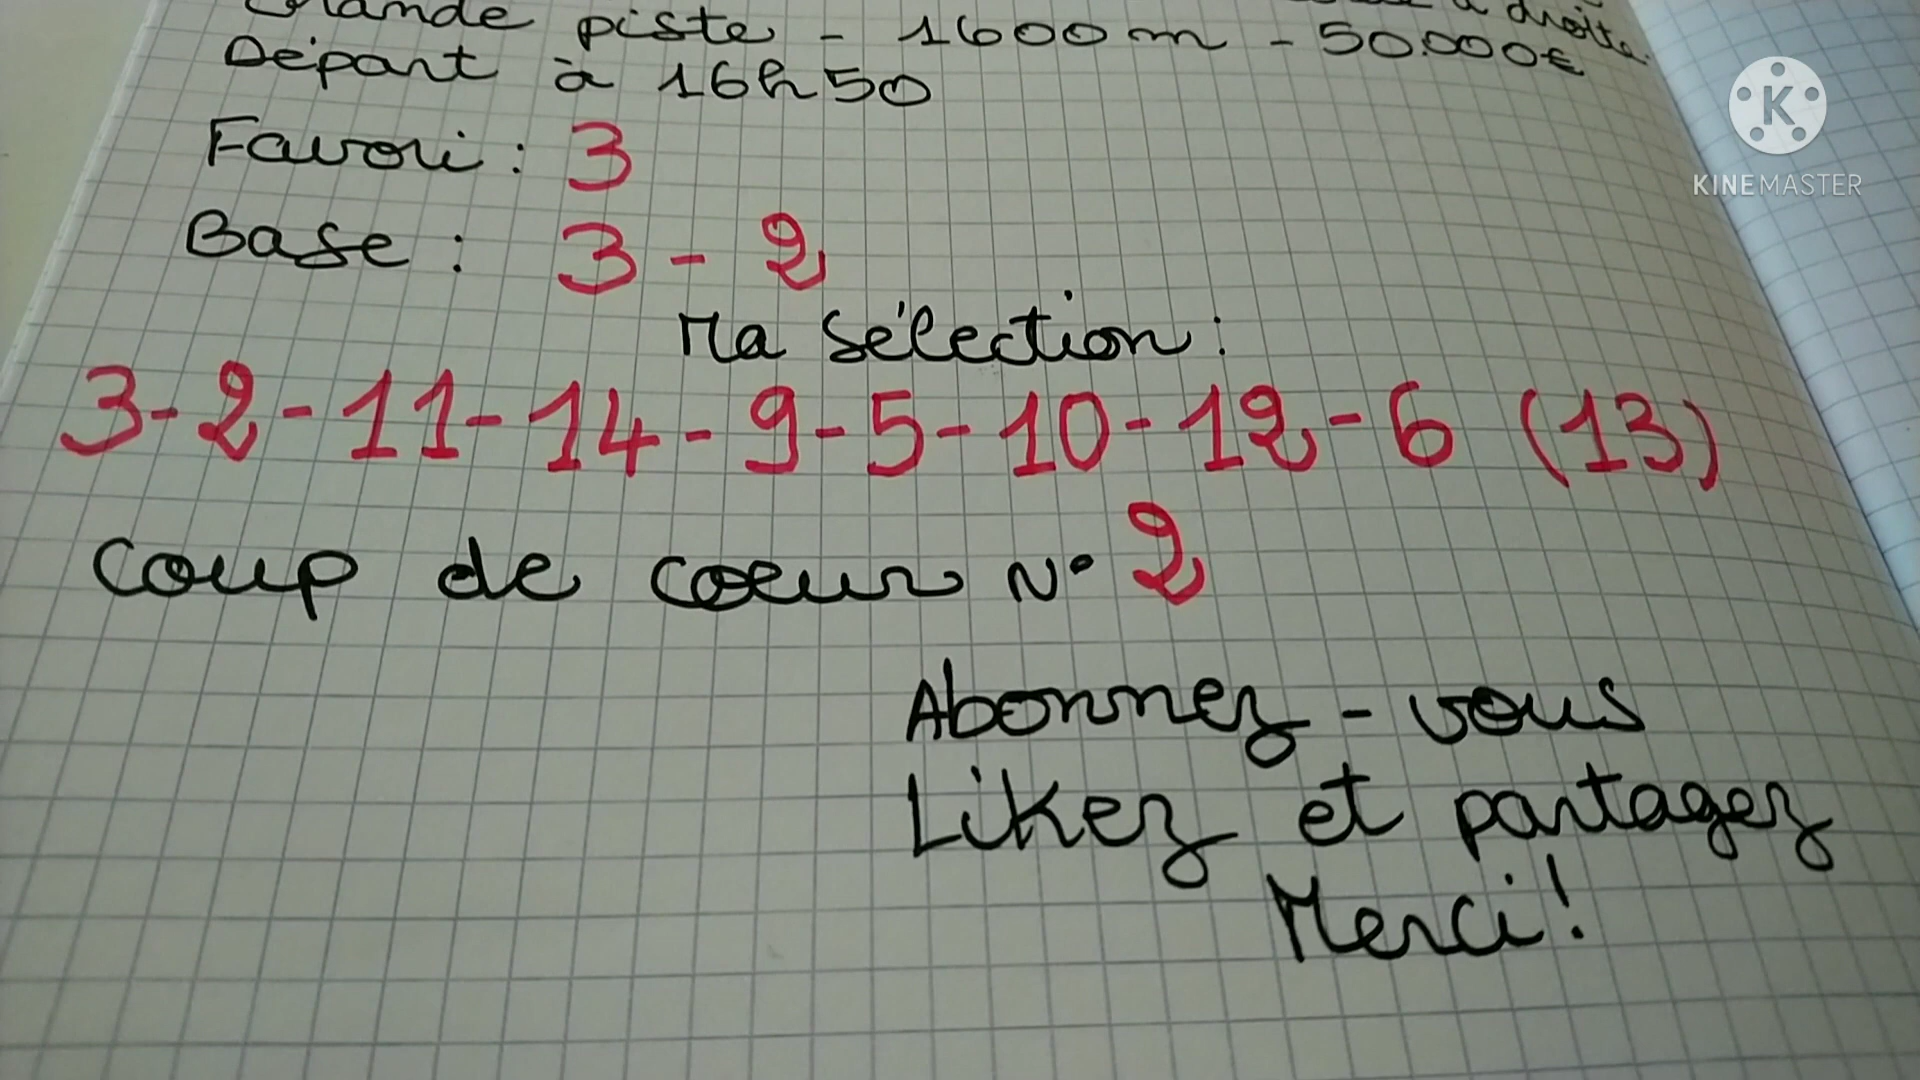 Grande piste - 1600m - 50.000€ à droite.
Départ à 16h50
Favori : 3
Base : 3 - 2
Ma sélection :
3-2-11-14-9-5-10-12-6 (13)
Coup de coeur N° 2
Abonnez-vous
Likez et partagez
Merci !
K
KINEMASTER